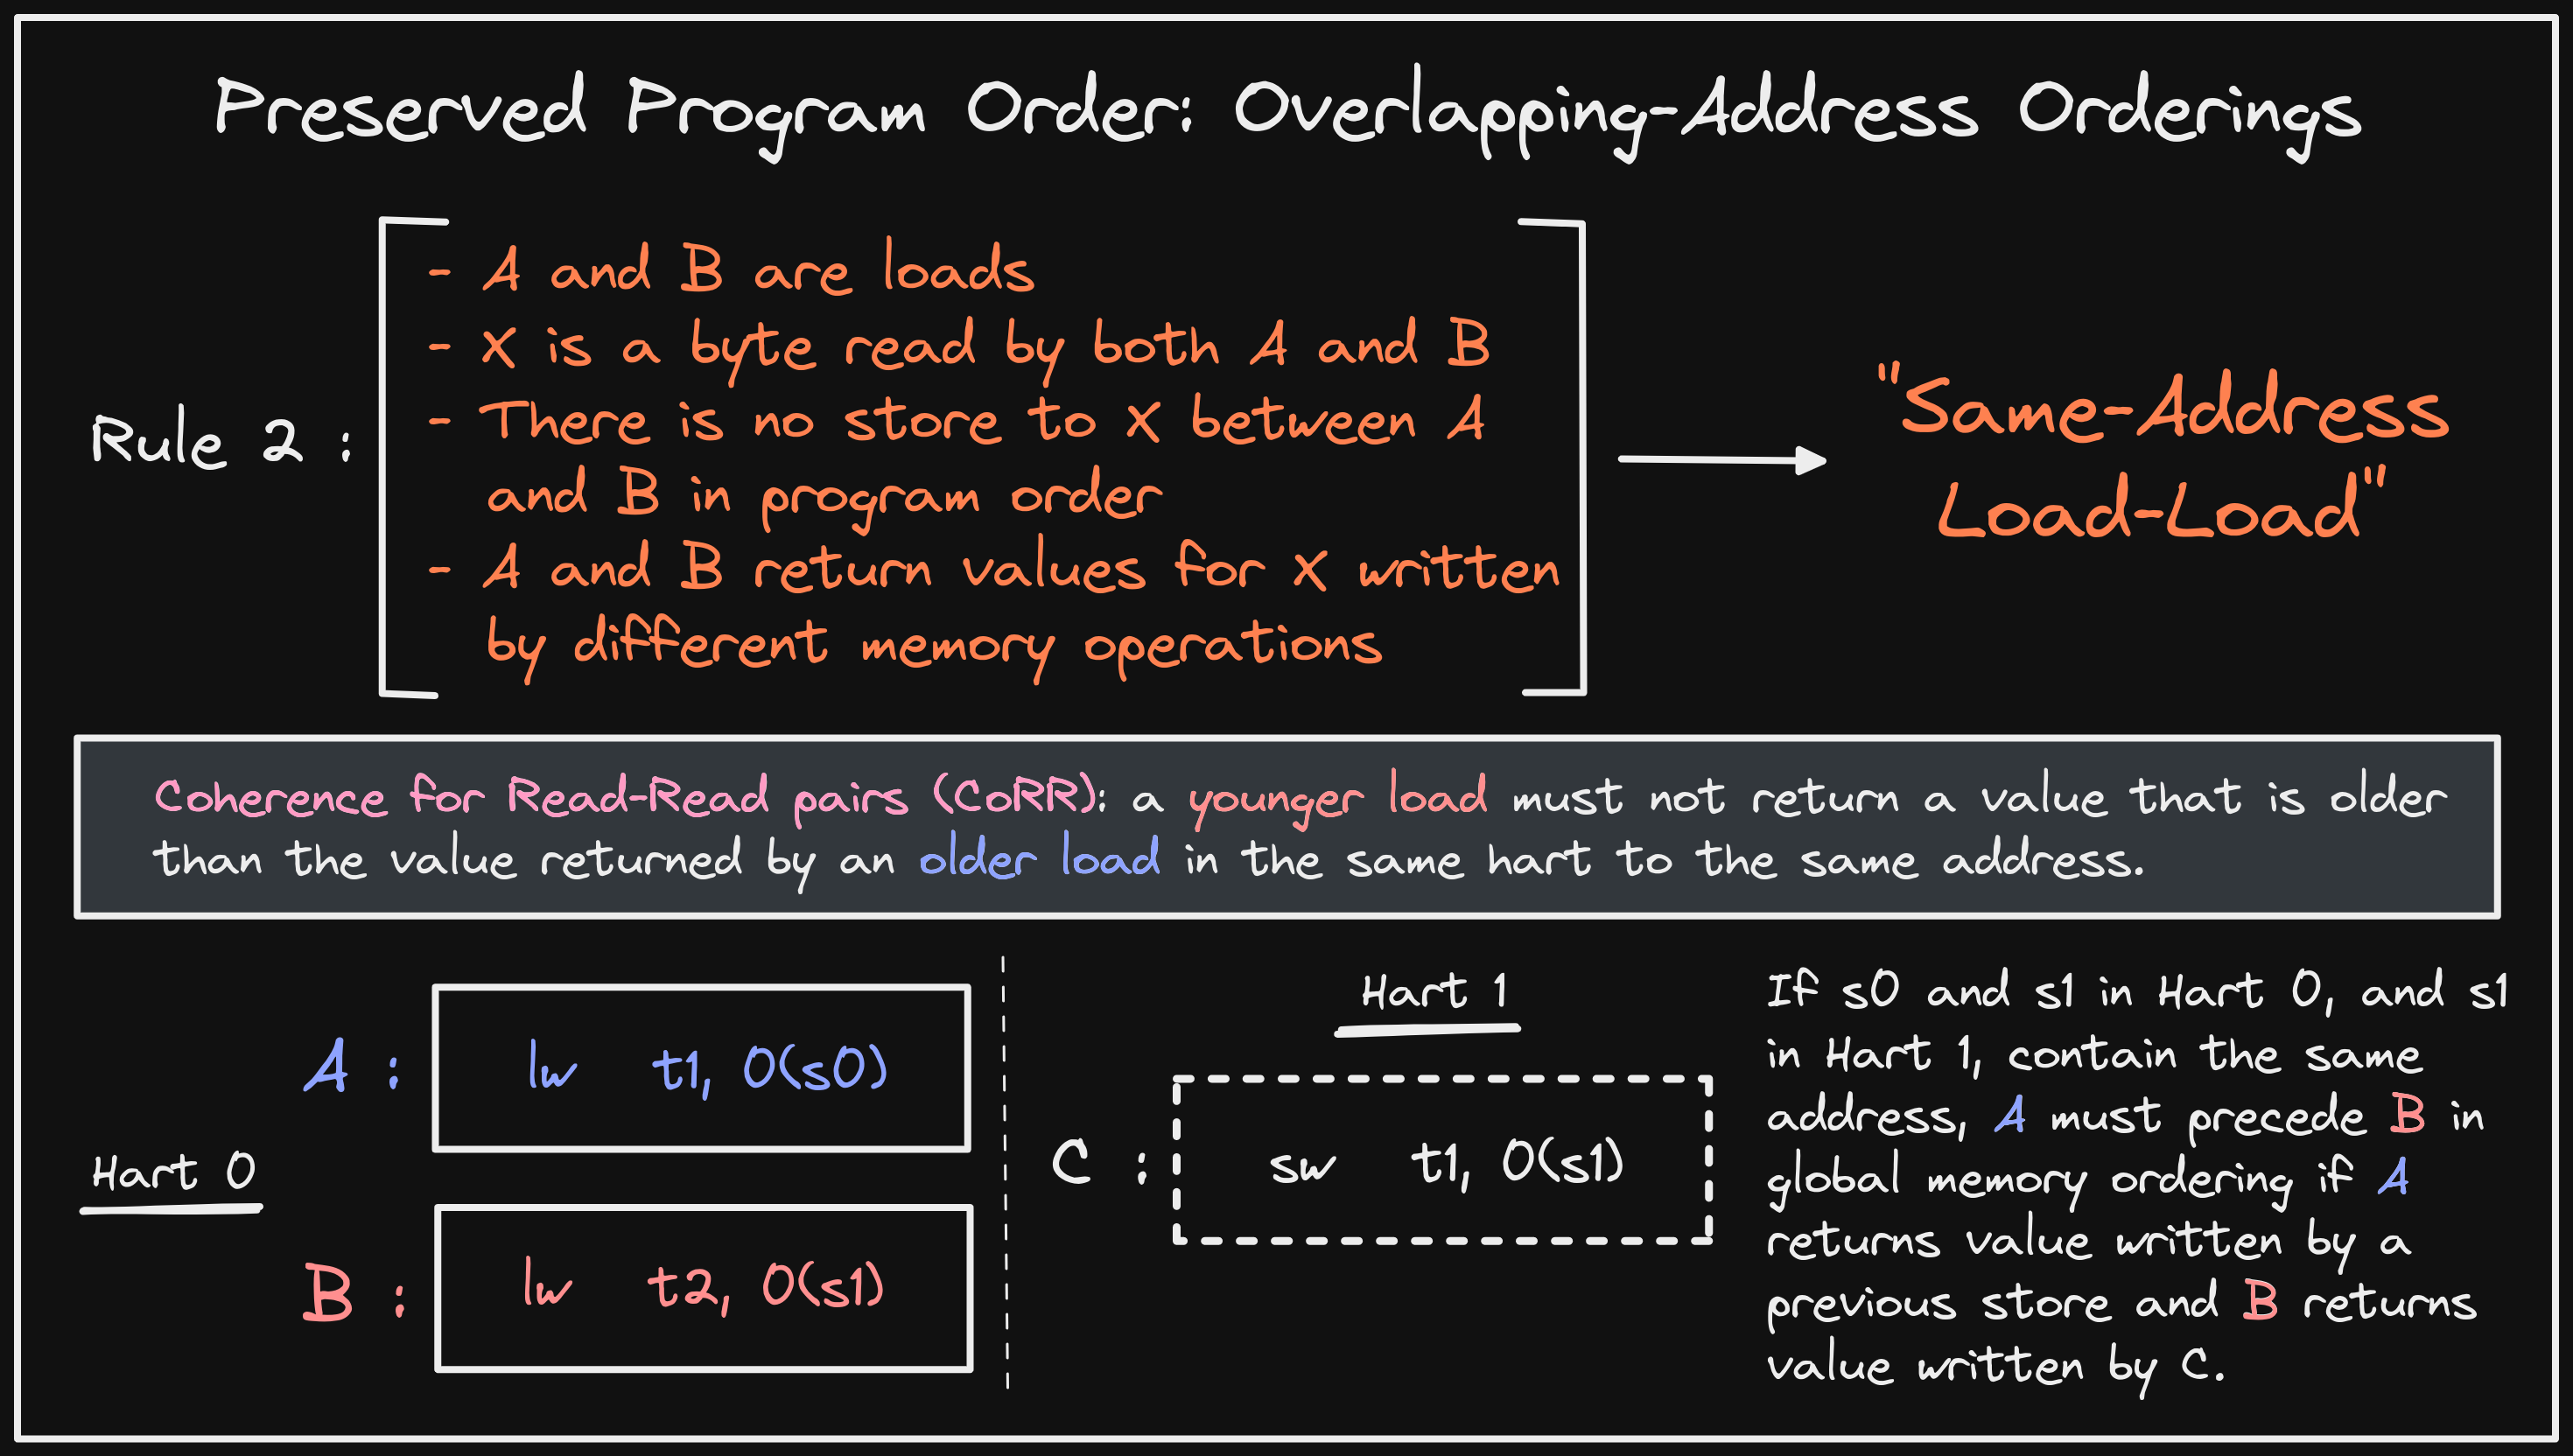 Preserved Program Order: Overlapping-Address Orderings
Rule 2 :
- A and B are loads
- X is a byte read by both A and B
- There is no store to X between A
and B in program order
- A and B return values for X written
by different memory operations
"Same-Address
Load-Load"
Coherence for Read-Read pairs (CoRR): a younger load must not return a value that is older
than the value returned by an older load in the same hart to the same address.
Hart 0
A : lw t1, 0(s0)
B : lw t2, 0(s1)
Hart 1
C : sw t1, 0(s1)
If s0 and s1 in Hart 0, and s1
in Hart 1, contain the same
address, A must precede B in
global memory ordering if A
returns value written by a
previous store and B returns
value written by C.